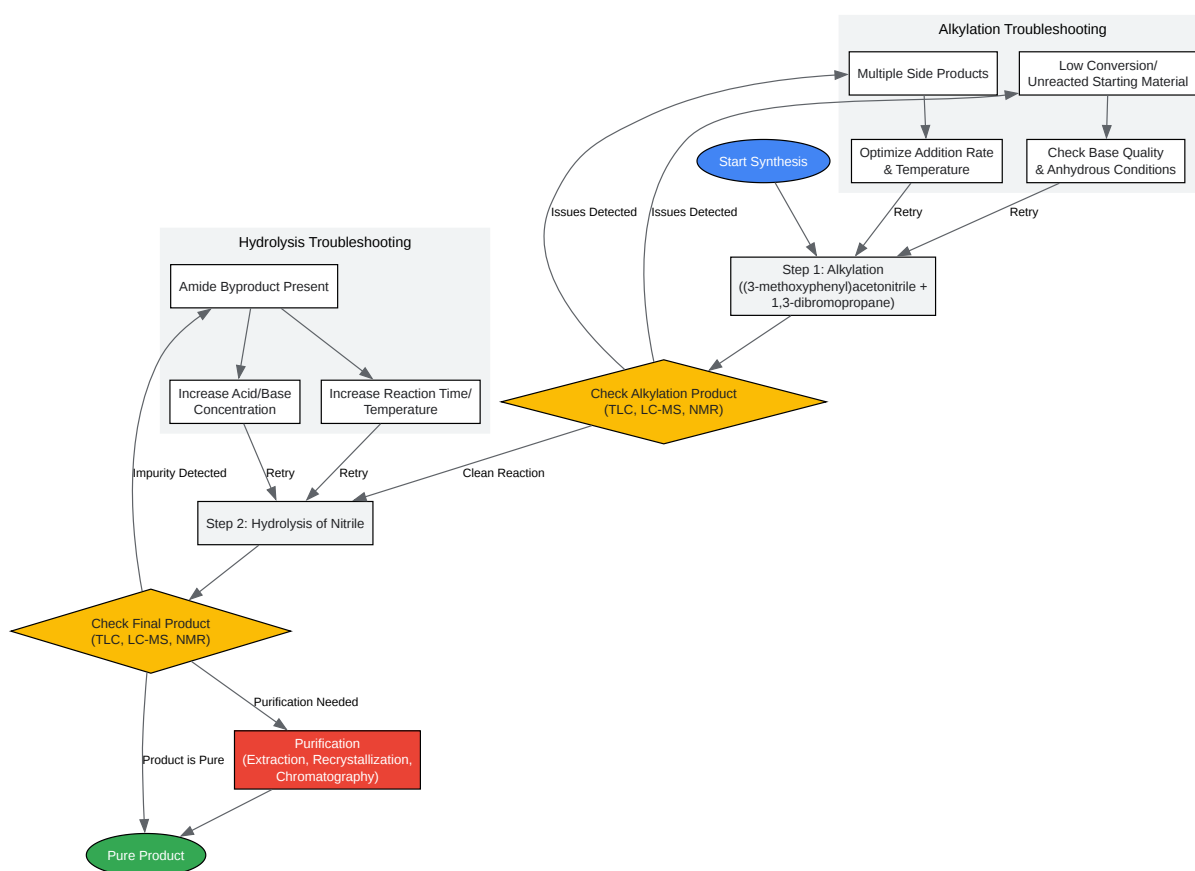 Alkylation Troubleshooting
Multiple Side Products
Low Conversion/
Unreacted Starting Material
Start Synthesis
Optimize Addition Rate
& Temperature
Check Base Quality
& Anhydrous Conditions
Issues Detected
Issues Detected
Retry
Retry
Hydrolysis Troubleshooting
Amide Byproduct Present
Step 1: Alkylation
((3-methoxyphenyl)acetonitrile +
1,3-dibromopropane)
Increase Acid/Base
Concentration
Increase Reaction Time/
Temperature
Check Alkylation Product
(TLC, LC-MS, NMR)
Impurity Detected
Retry
Retry
Clean Reaction
Step 2: Hydrolysis of Nitrile
Check Final Product
(TLC, LC-MS, NMR)
Purification Needed
Product is Pure
Purification
(Extraction, Recrystallization,
Chromatography)
Pure Product